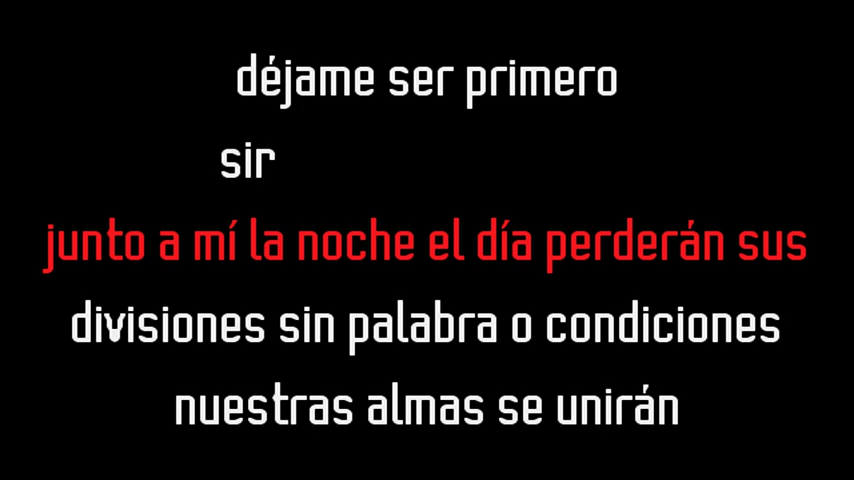 déjame ser primero
sir
junto a mí la noche el día perderán sus
divisiones sin palabra o condiciones
nuestras almas se unirán